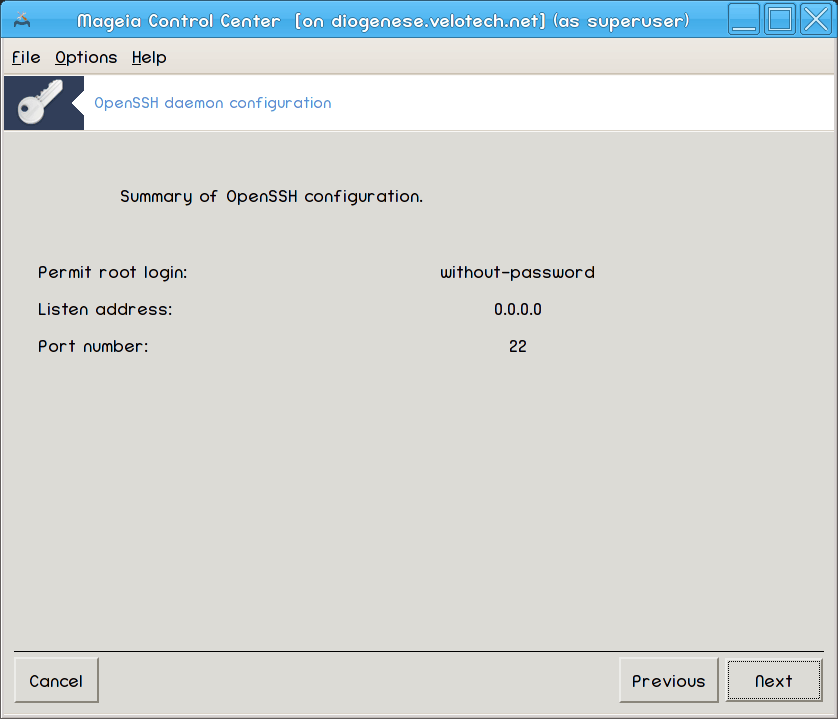 Mageia Control Center  [on diogenese.velotech.net] (as superuser)
File Options Help
OpenSSH daemon configuration
Summary of OpenSSH configuration.
Permit root login: without-password
Listen address: 0.0.0.0
Port number: 22
Cancel Previous Next